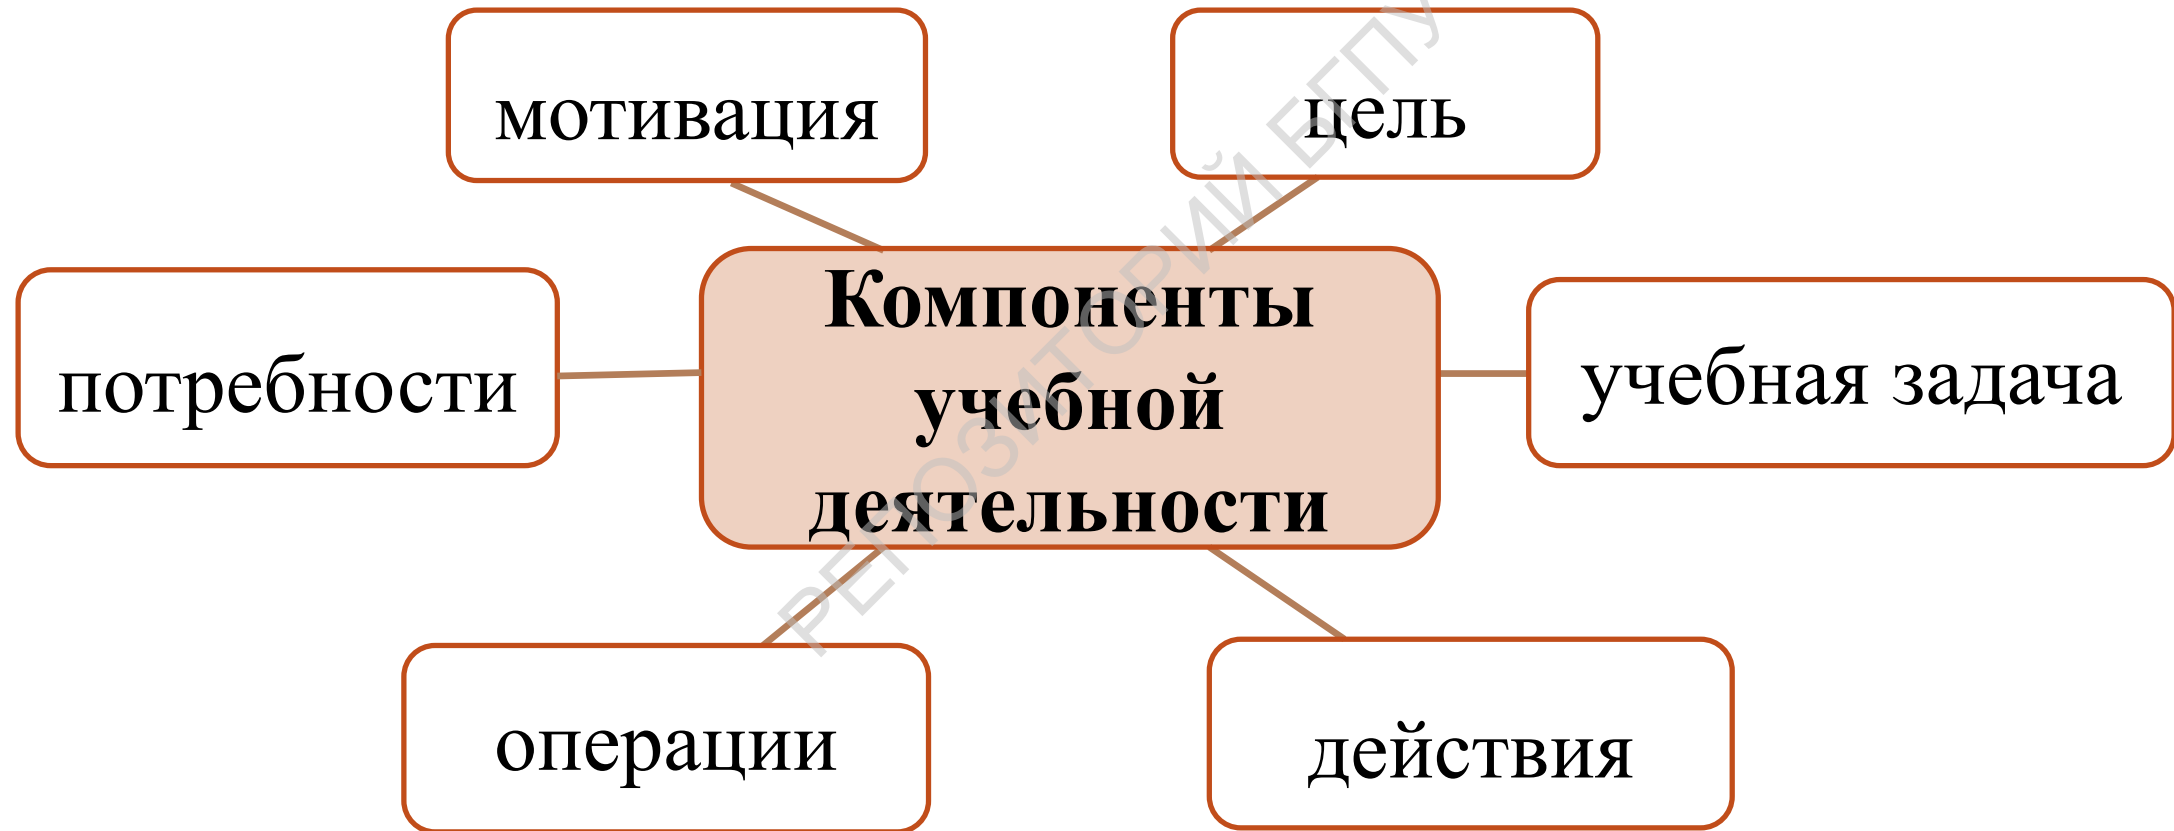 мотивация
цель
потребности
Компоненты
учебной
деятельности
учебная задача
операции
действия
РЕПОЗИТОРИЙ БГПУ